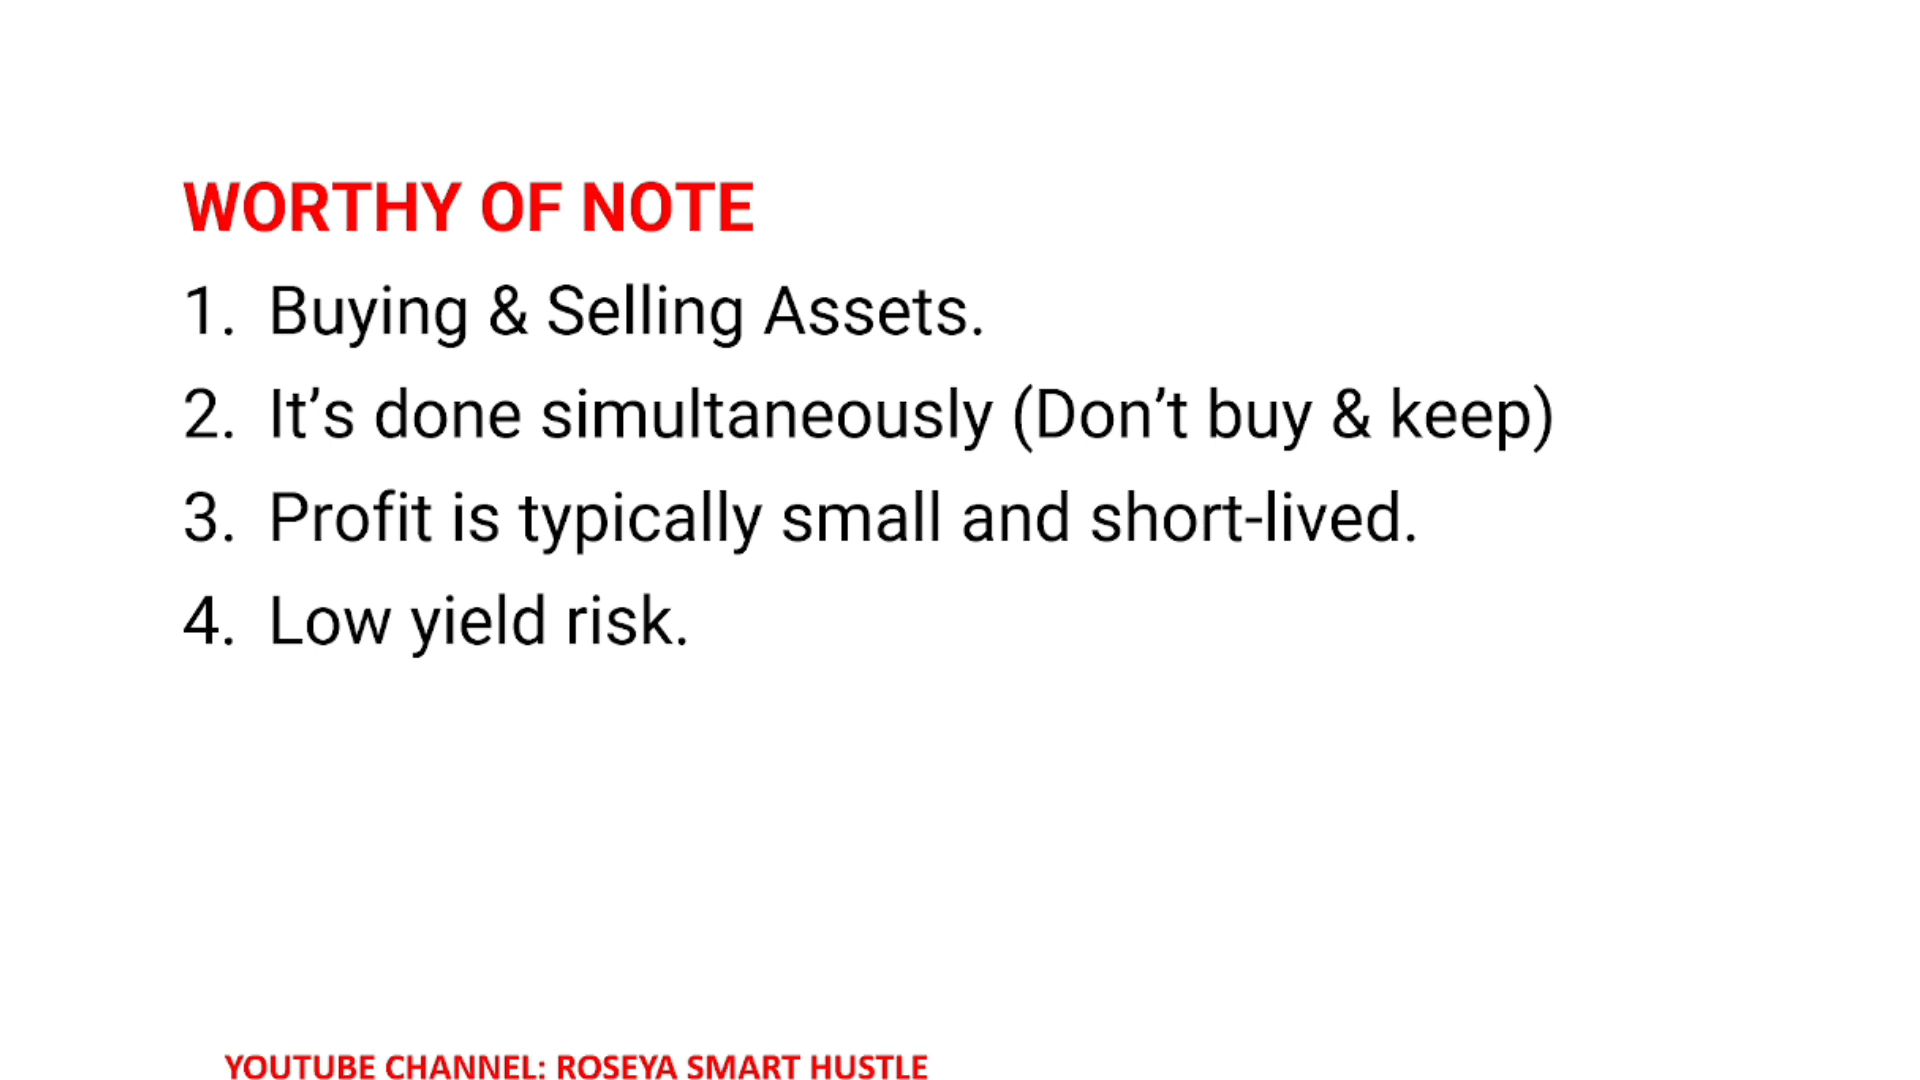 WORTHY OF NOTE
1. Buying & Selling Assets.
2. It’s done simultaneously (Don’t buy & keep)
3. Profit is typically small and short-lived.
4. Low yield risk.
YOUTUBE CHANNEL: ROSEYA SMART HUSTLE